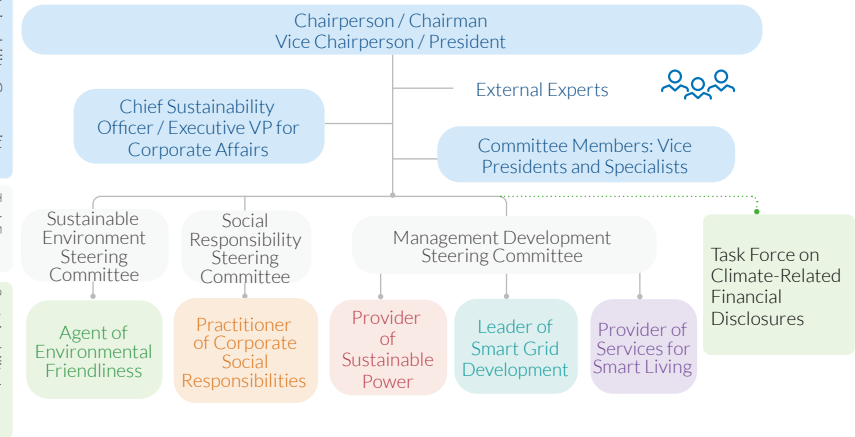 Chairperson / Chairman
Vice Chairperson / President
External Experts
Chief Sustainability
Officer / Executive VP for
Corporate Affairs
Committee Members: Vice
Presidents and Specialists
Sustainable
Environment
Steering
Committee
Social
Responsibility
Steering
Committee
Management Development
Steering Committee
Task Force on
Climate-Related
Financial
Disclosures
Agent of
Environmental
Friendliness
Practitioner
of Corporate
Social
Responsibilities
Provider
of
Sustainable
Power
Leader of
Smart Grid
Development
Provider of
Services for
Smart Living